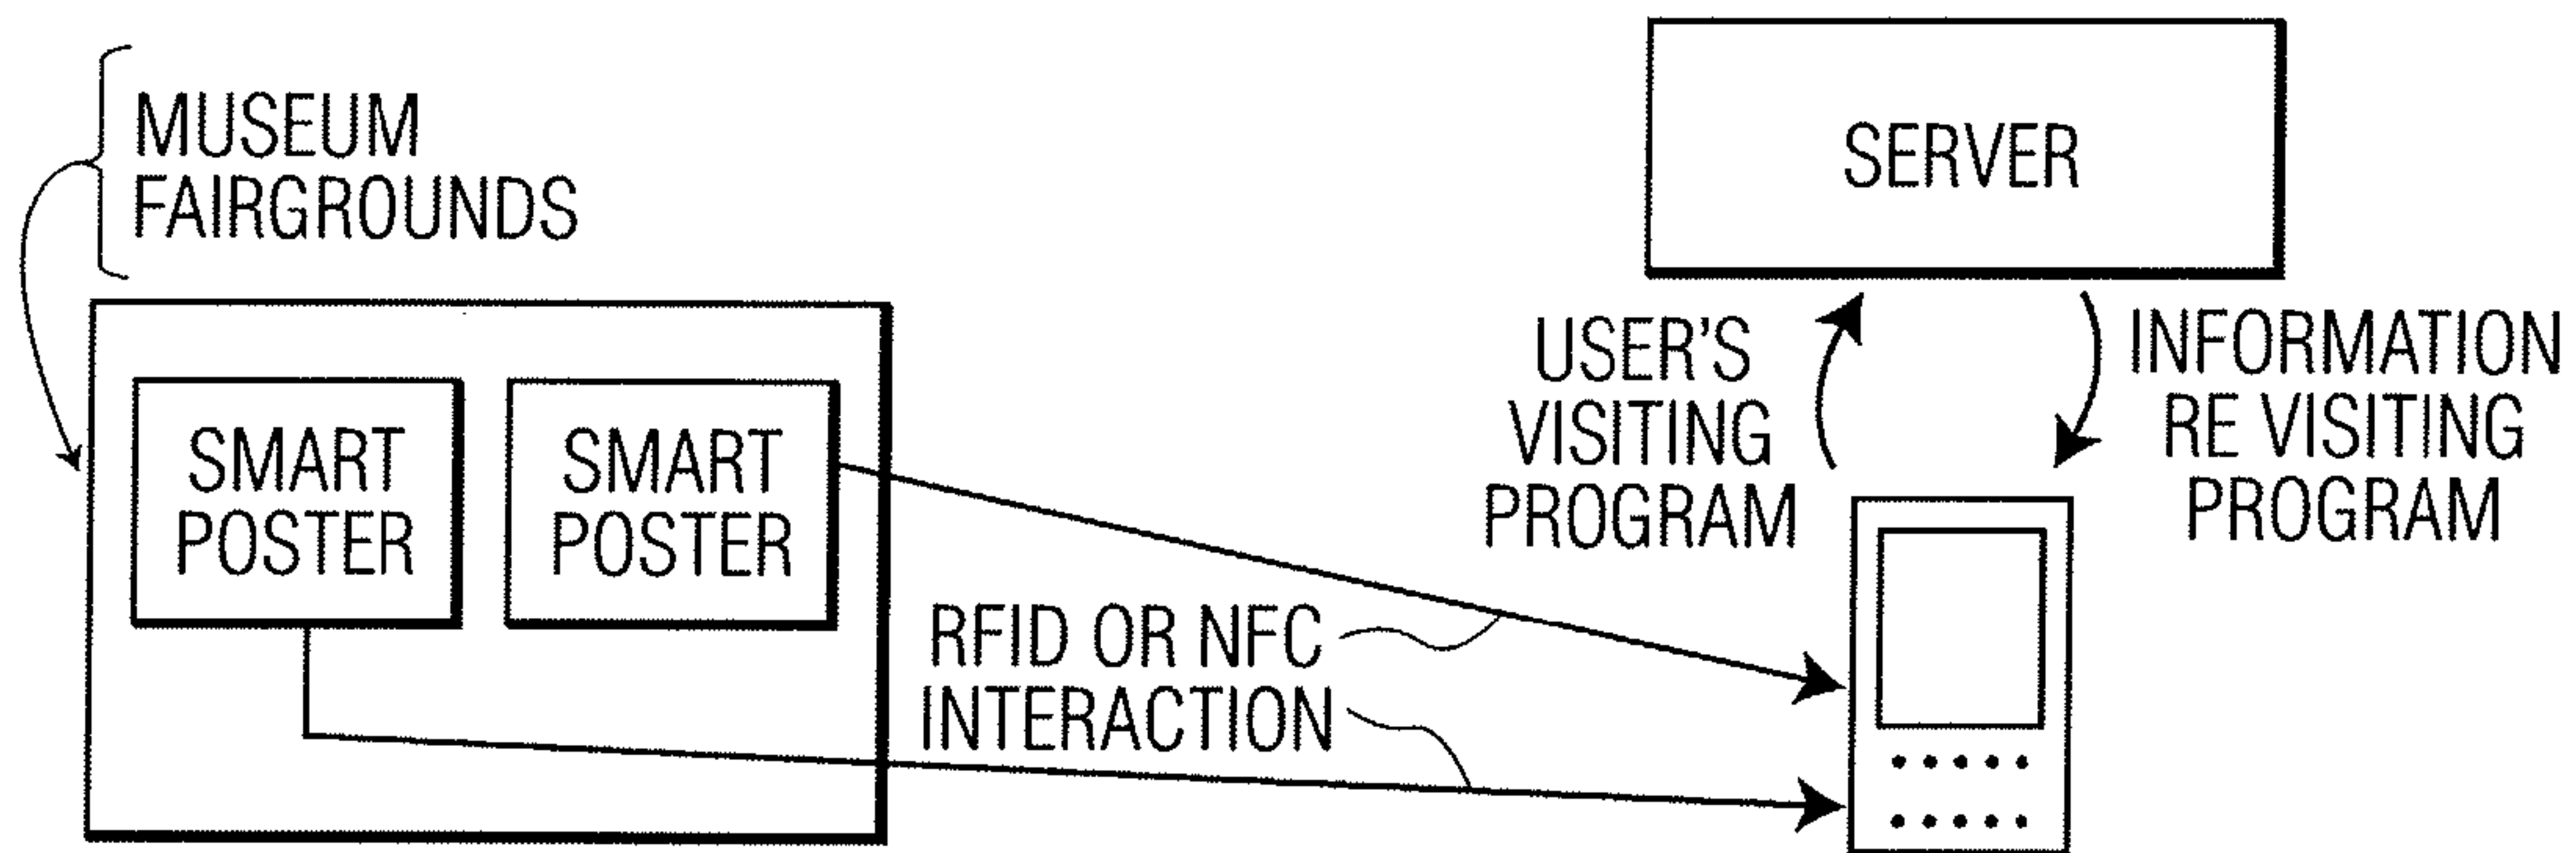 MUSEUM
FAIRGROUNDS
SERVER
USER'S
VISITING
PROGRAM
INFORMATION
RE VISITING
PROGRAM
SMART
POSTER
SMART
POSTER
RFID OR NFC
INTERACTION